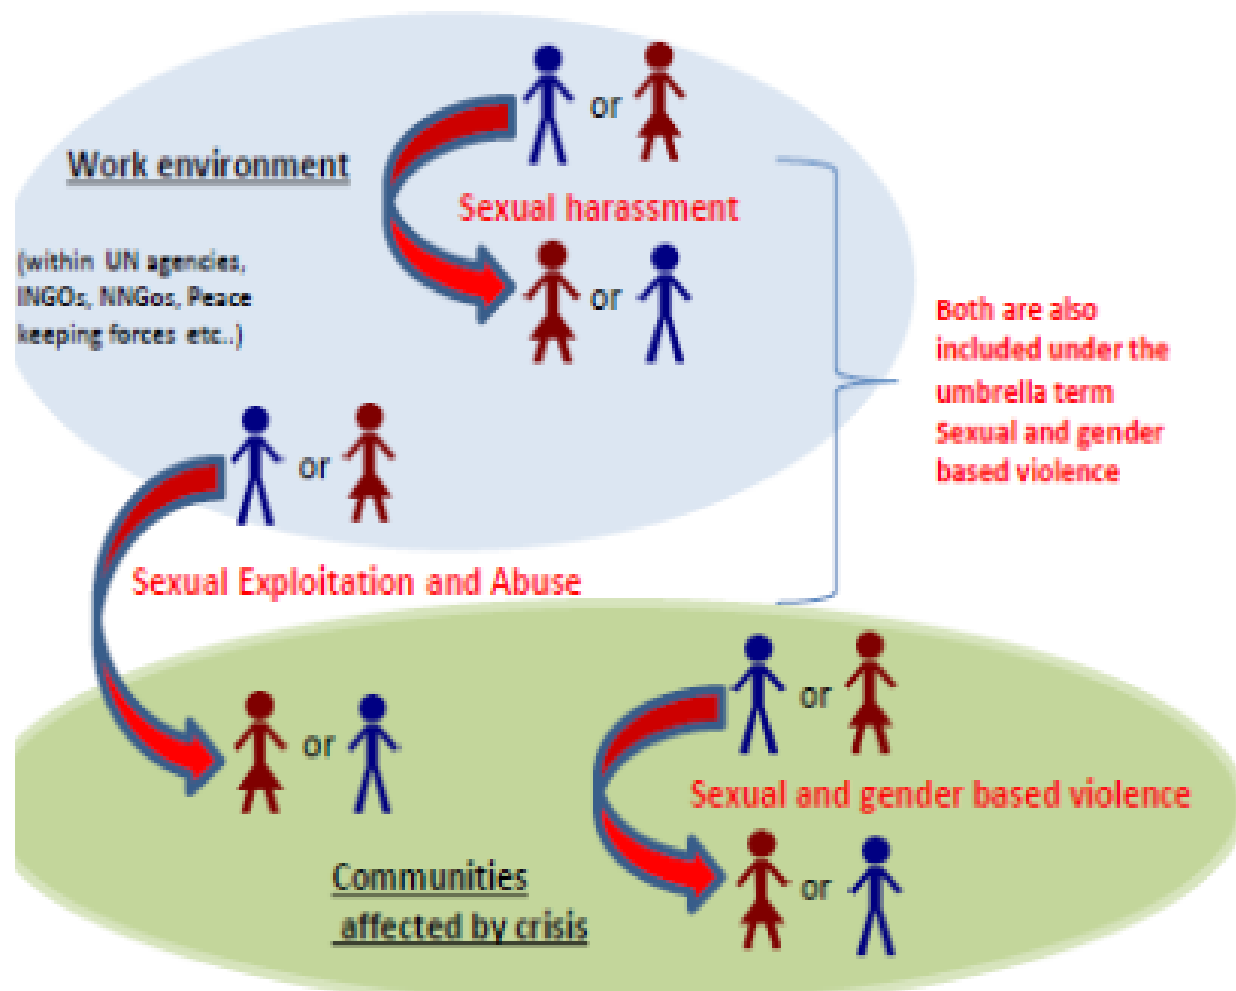 or
Work environment
Sexual harassment
(within UN agencies,
INGOs, NNGos, Peace
keeping forces etc..)
or
Both are also
included under the
umbrella term
Sexual and gender
based violence
or
Sexual Exploitation and Abuse
or
or
Sexual and gender based violence
or
Communities
affected by crisis